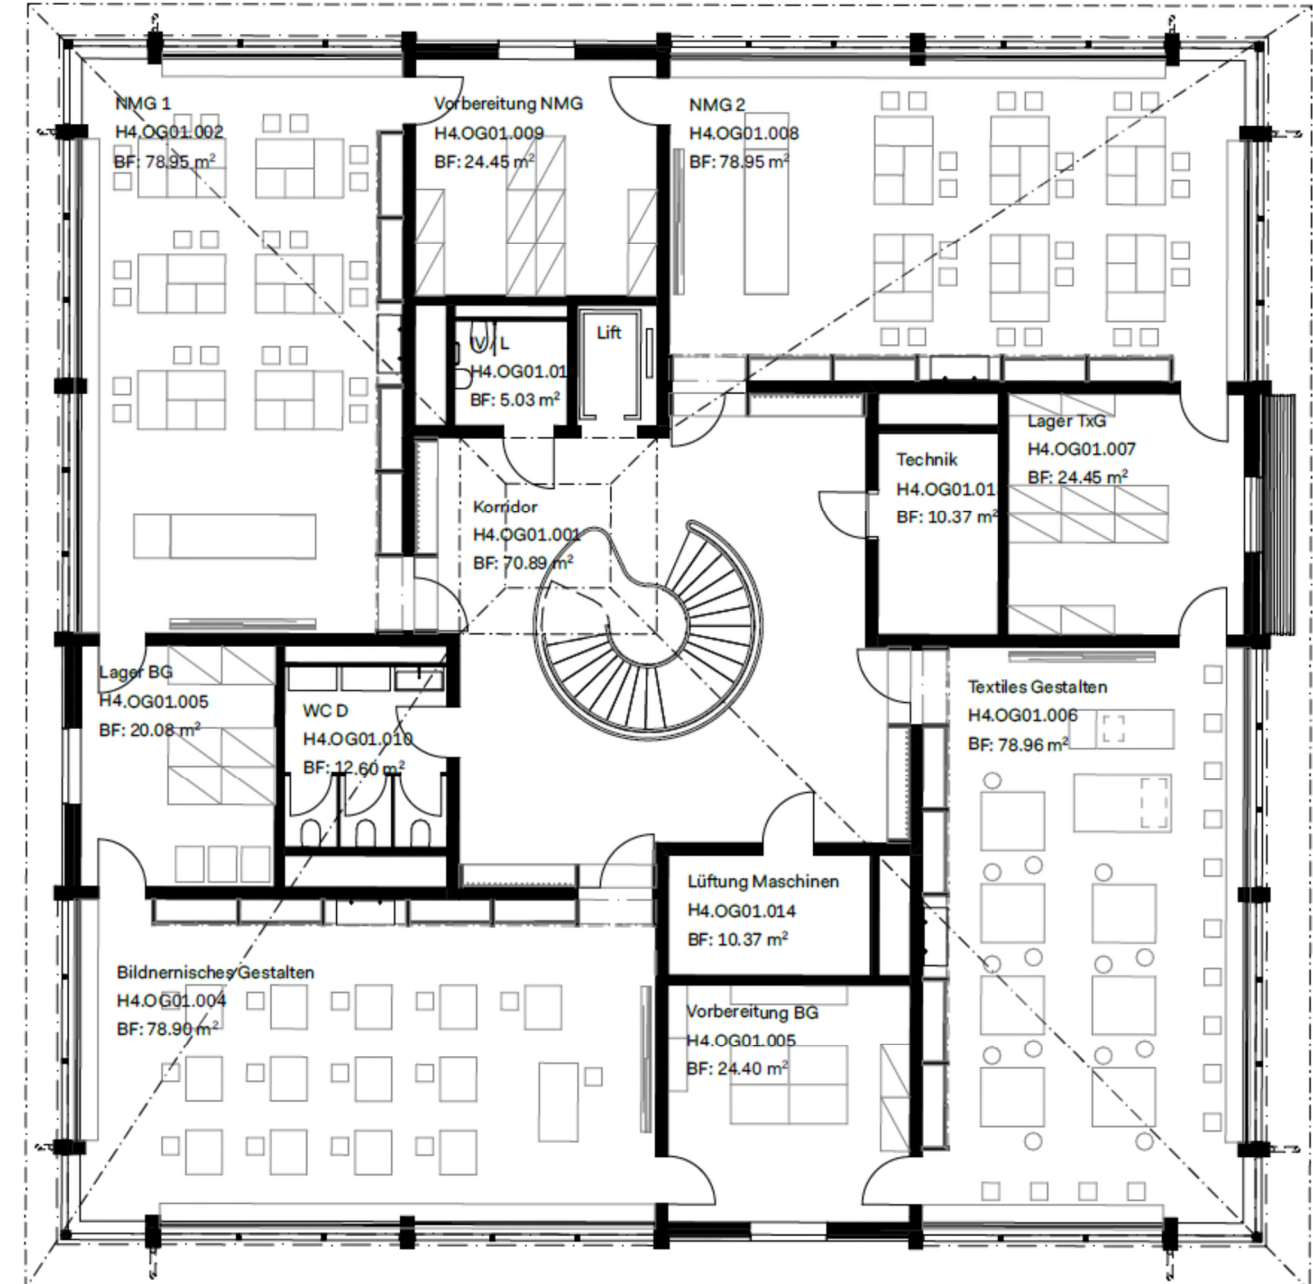 NMG 1
H4.OG01.002
BF: 78.95 m²
Vorbereitung NMG
H4.OG01.009
BF: 24.45 m²
NMG 2
H4.OG01.008
BF: 78.95 m²
IV / L
H4.OG01.01
BF: 5.03 m²
Lift
Lager TxG
H4.OG01.007
BF: 24.45 m²
Technik
H4.OG01.01
BF: 10.37 m²
Korridor
H4.OG01.001
BF: 70.89 m²
Lager BG
H4.OG01.005
BF: 20.08 m²
WC D
H4.OG01.010
BF: 12.60 m²
Textiles Gestalten
H4.OG01.006
BF: 78.96 m²
Lüftung Maschinen
H4.OG01.014
BF: 10.37 m²
Bildnernisches Gestalten
H4.OG01.004
BF: 78.90 m²
Vorbereitung BG
H4.OG01.005
BF: 24.40 m²